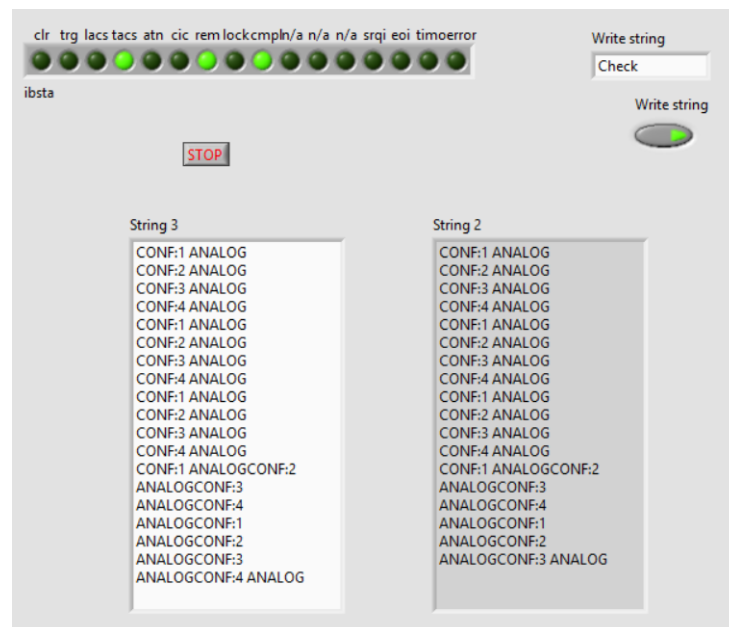 clr trg lacs tacs atn cic rem lock cmpl n/a n/a n/a srqi eoi timo error
ibsta
Write string
Check
Write string
STOP
String 3
CONF:1 ANALOG
CONF:2 ANALOG
CONF:3 ANALOG
CONF:4 ANALOG
CONF:1 ANALOG
CONF:2 ANALOG
CONF:3 ANALOG
CONF:4 ANALOG
CONF:1 ANALOG
CONF:2 ANALOG
CONF:3 ANALOG
CONF:4 ANALOG
CONF:1 ANALOGCONF:2
ANALOGCONF:3
ANALOGCONF:4
ANALOGCONF:1
ANALOGCONF:2
ANALOGCONF:3
ANALOGCONF:4 ANALOG
String 2
CONF:1 ANALOG
CONF:2 ANALOG
CONF:3 ANALOG
CONF:4 ANALOG
CONF:1 ANALOG
CONF:2 ANALOG
CONF:3 ANALOG
CONF:4 ANALOG
CONF:1 ANALOG
CONF:2 ANALOG
CONF:3 ANALOG
CONF:4 ANALOG
CONF:1 ANALOGCONF:2
ANALOGCONF:3
ANALOGCONF:4
ANALOGCONF:1
ANALOGCONF:2
ANALOGCONF:3 ANALOG